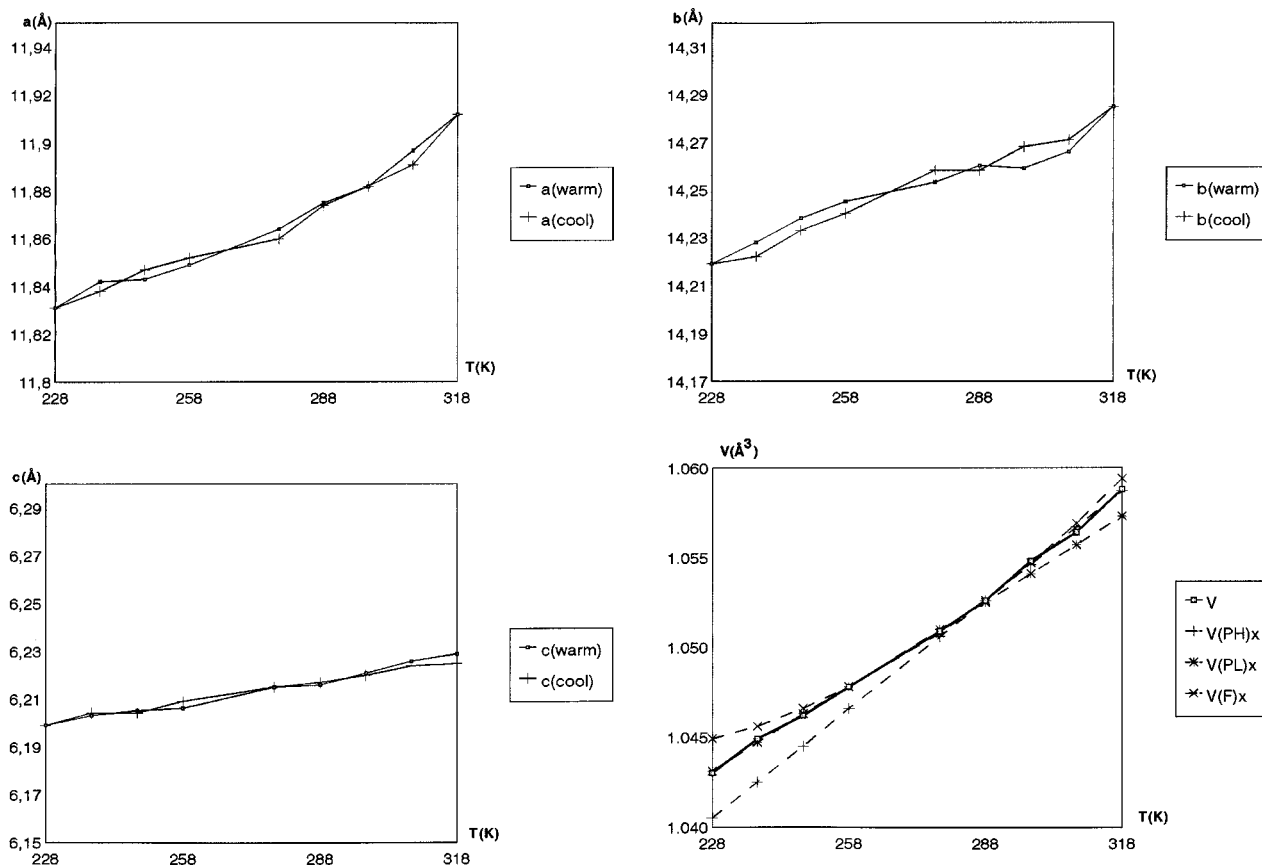 a(Å)
11,94
11,92
11,9
11,88
11,86
11,84
11,82
11,8
228
258
288
318
T(K)
a(warm)
a(cool)
b(Å)
14,31
14,29
14,27
14,25
14,23
14,21
14,19
14,17
228
258
288
318
T(K)
b(warm)
b(cool)
c(Å)
6,29
6,27
6,25
6,23
6,21
6,19
6,17
6,15
228
258
288
318
T(K)
c(warm)
c(cool)
V(Å³)
1.060
1.055
1.050
1.045
1.040
228
258
288
318
T(K)
V
V(PH)x
V(PL)x
V(F)x